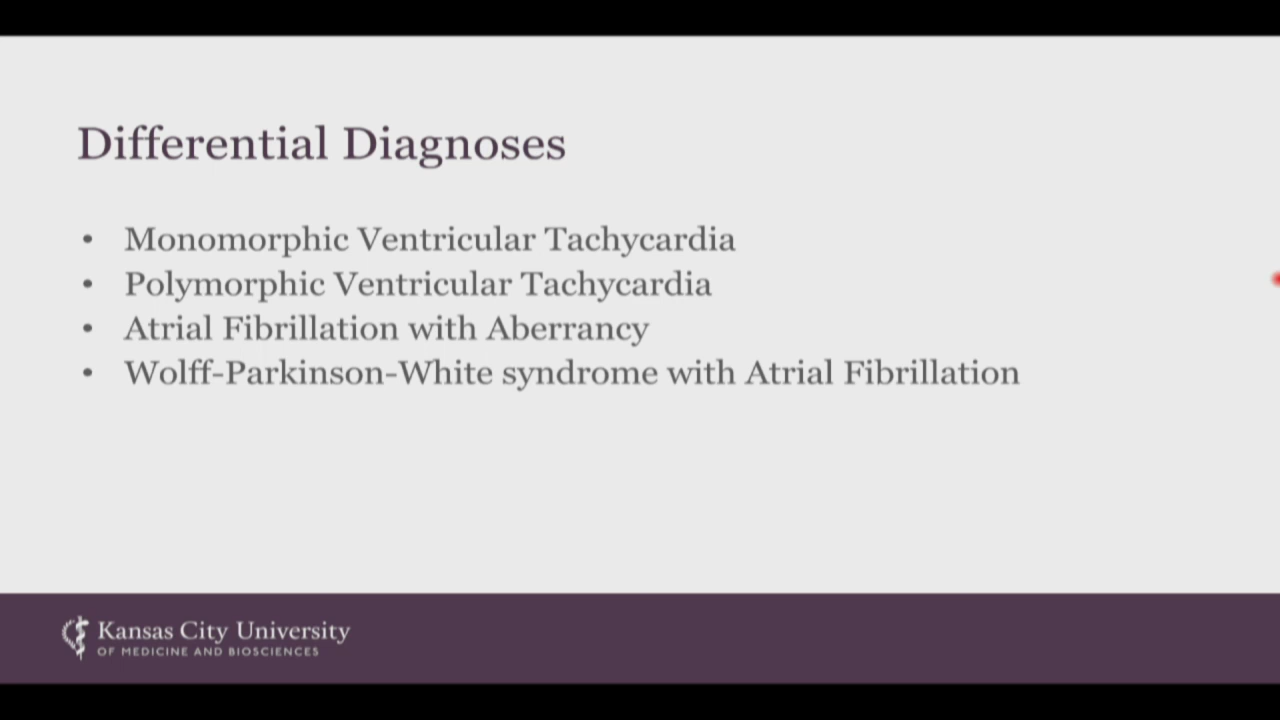 Differential Diagnoses
• Monomorphic Ventricular Tachycardia
• Polymorphic Ventricular Tachycardia
• Atrial Fibrillation with Aberrancy
• Wolff-Parkinson-White syndrome with Atrial Fibrillation
Kansas City University
OF MEDICINE AND BIOSCIENCES